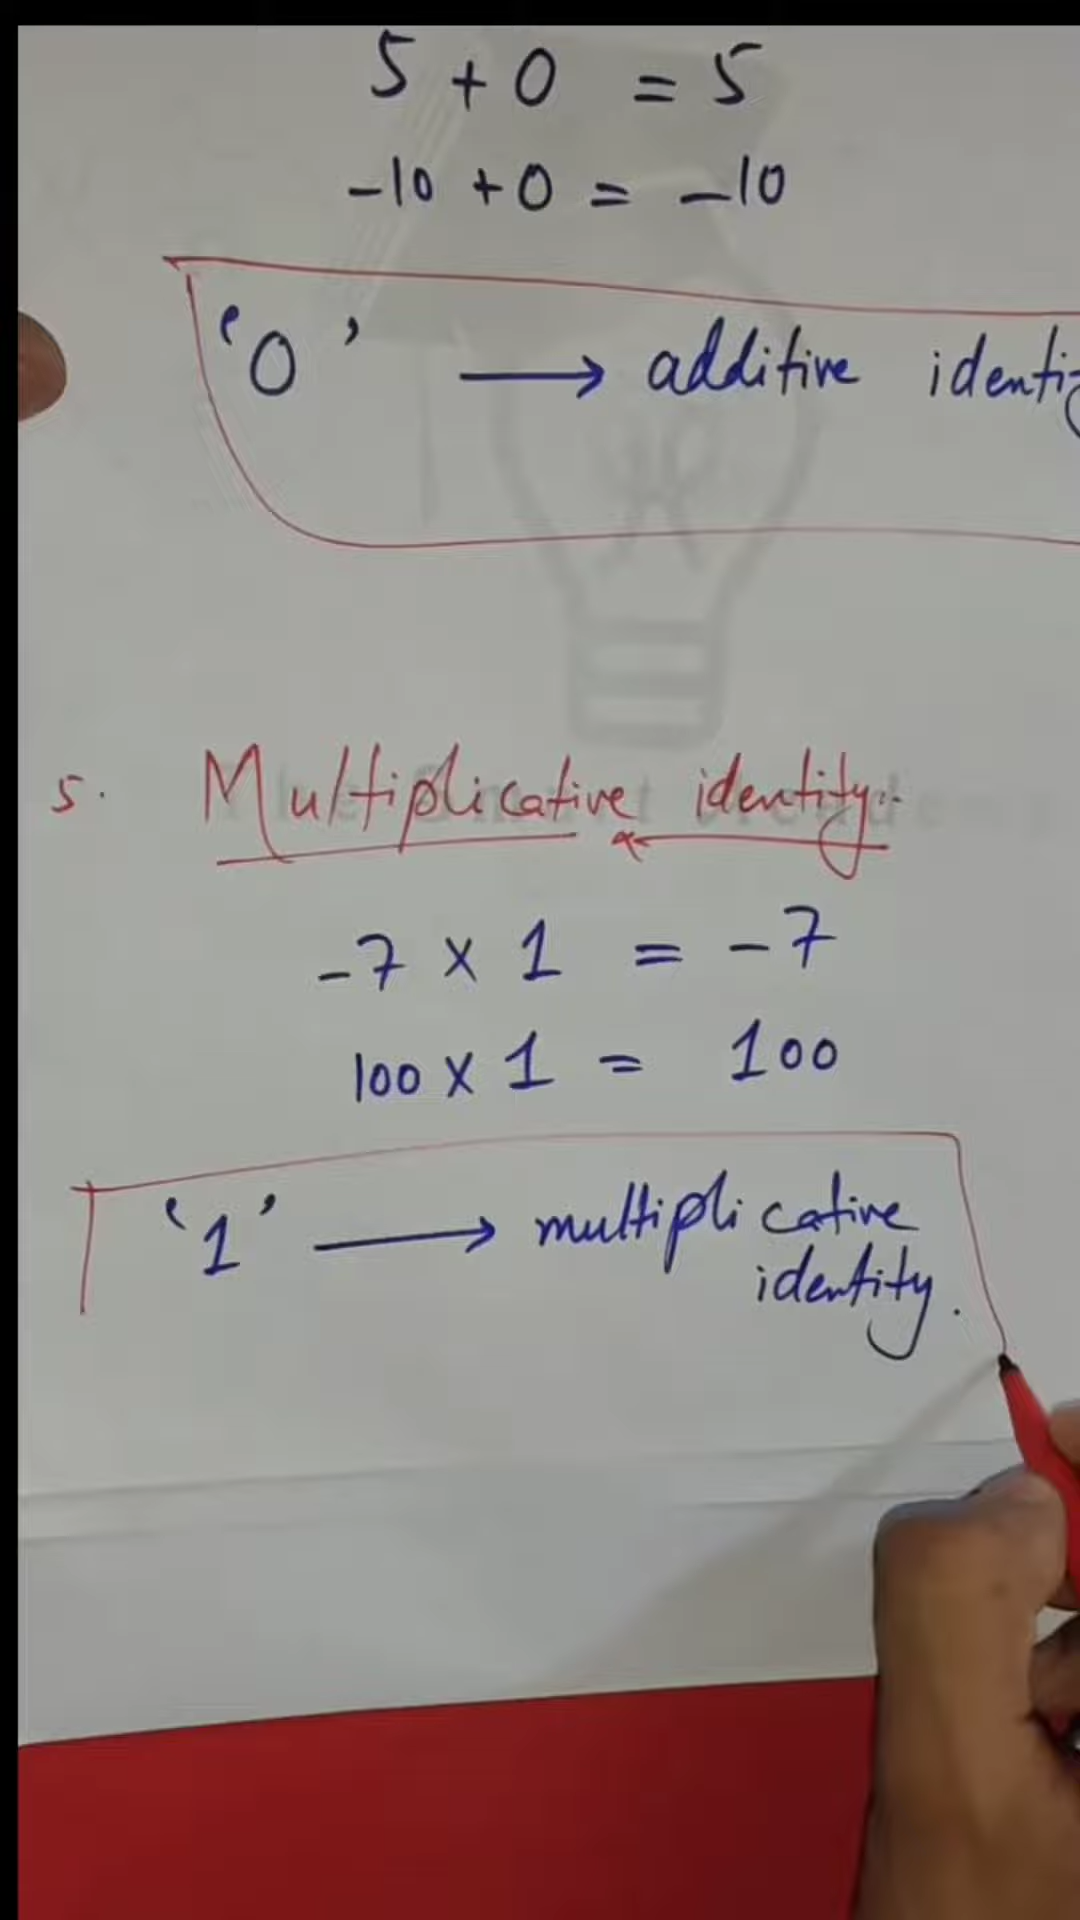 5 + 0 = 5
-10 + 0 = -10
'0' → additive identi
5. Multiplicative identity:
-7 × 1 = -7
100 × 1 = 100
'1' → multiplicative
identity.